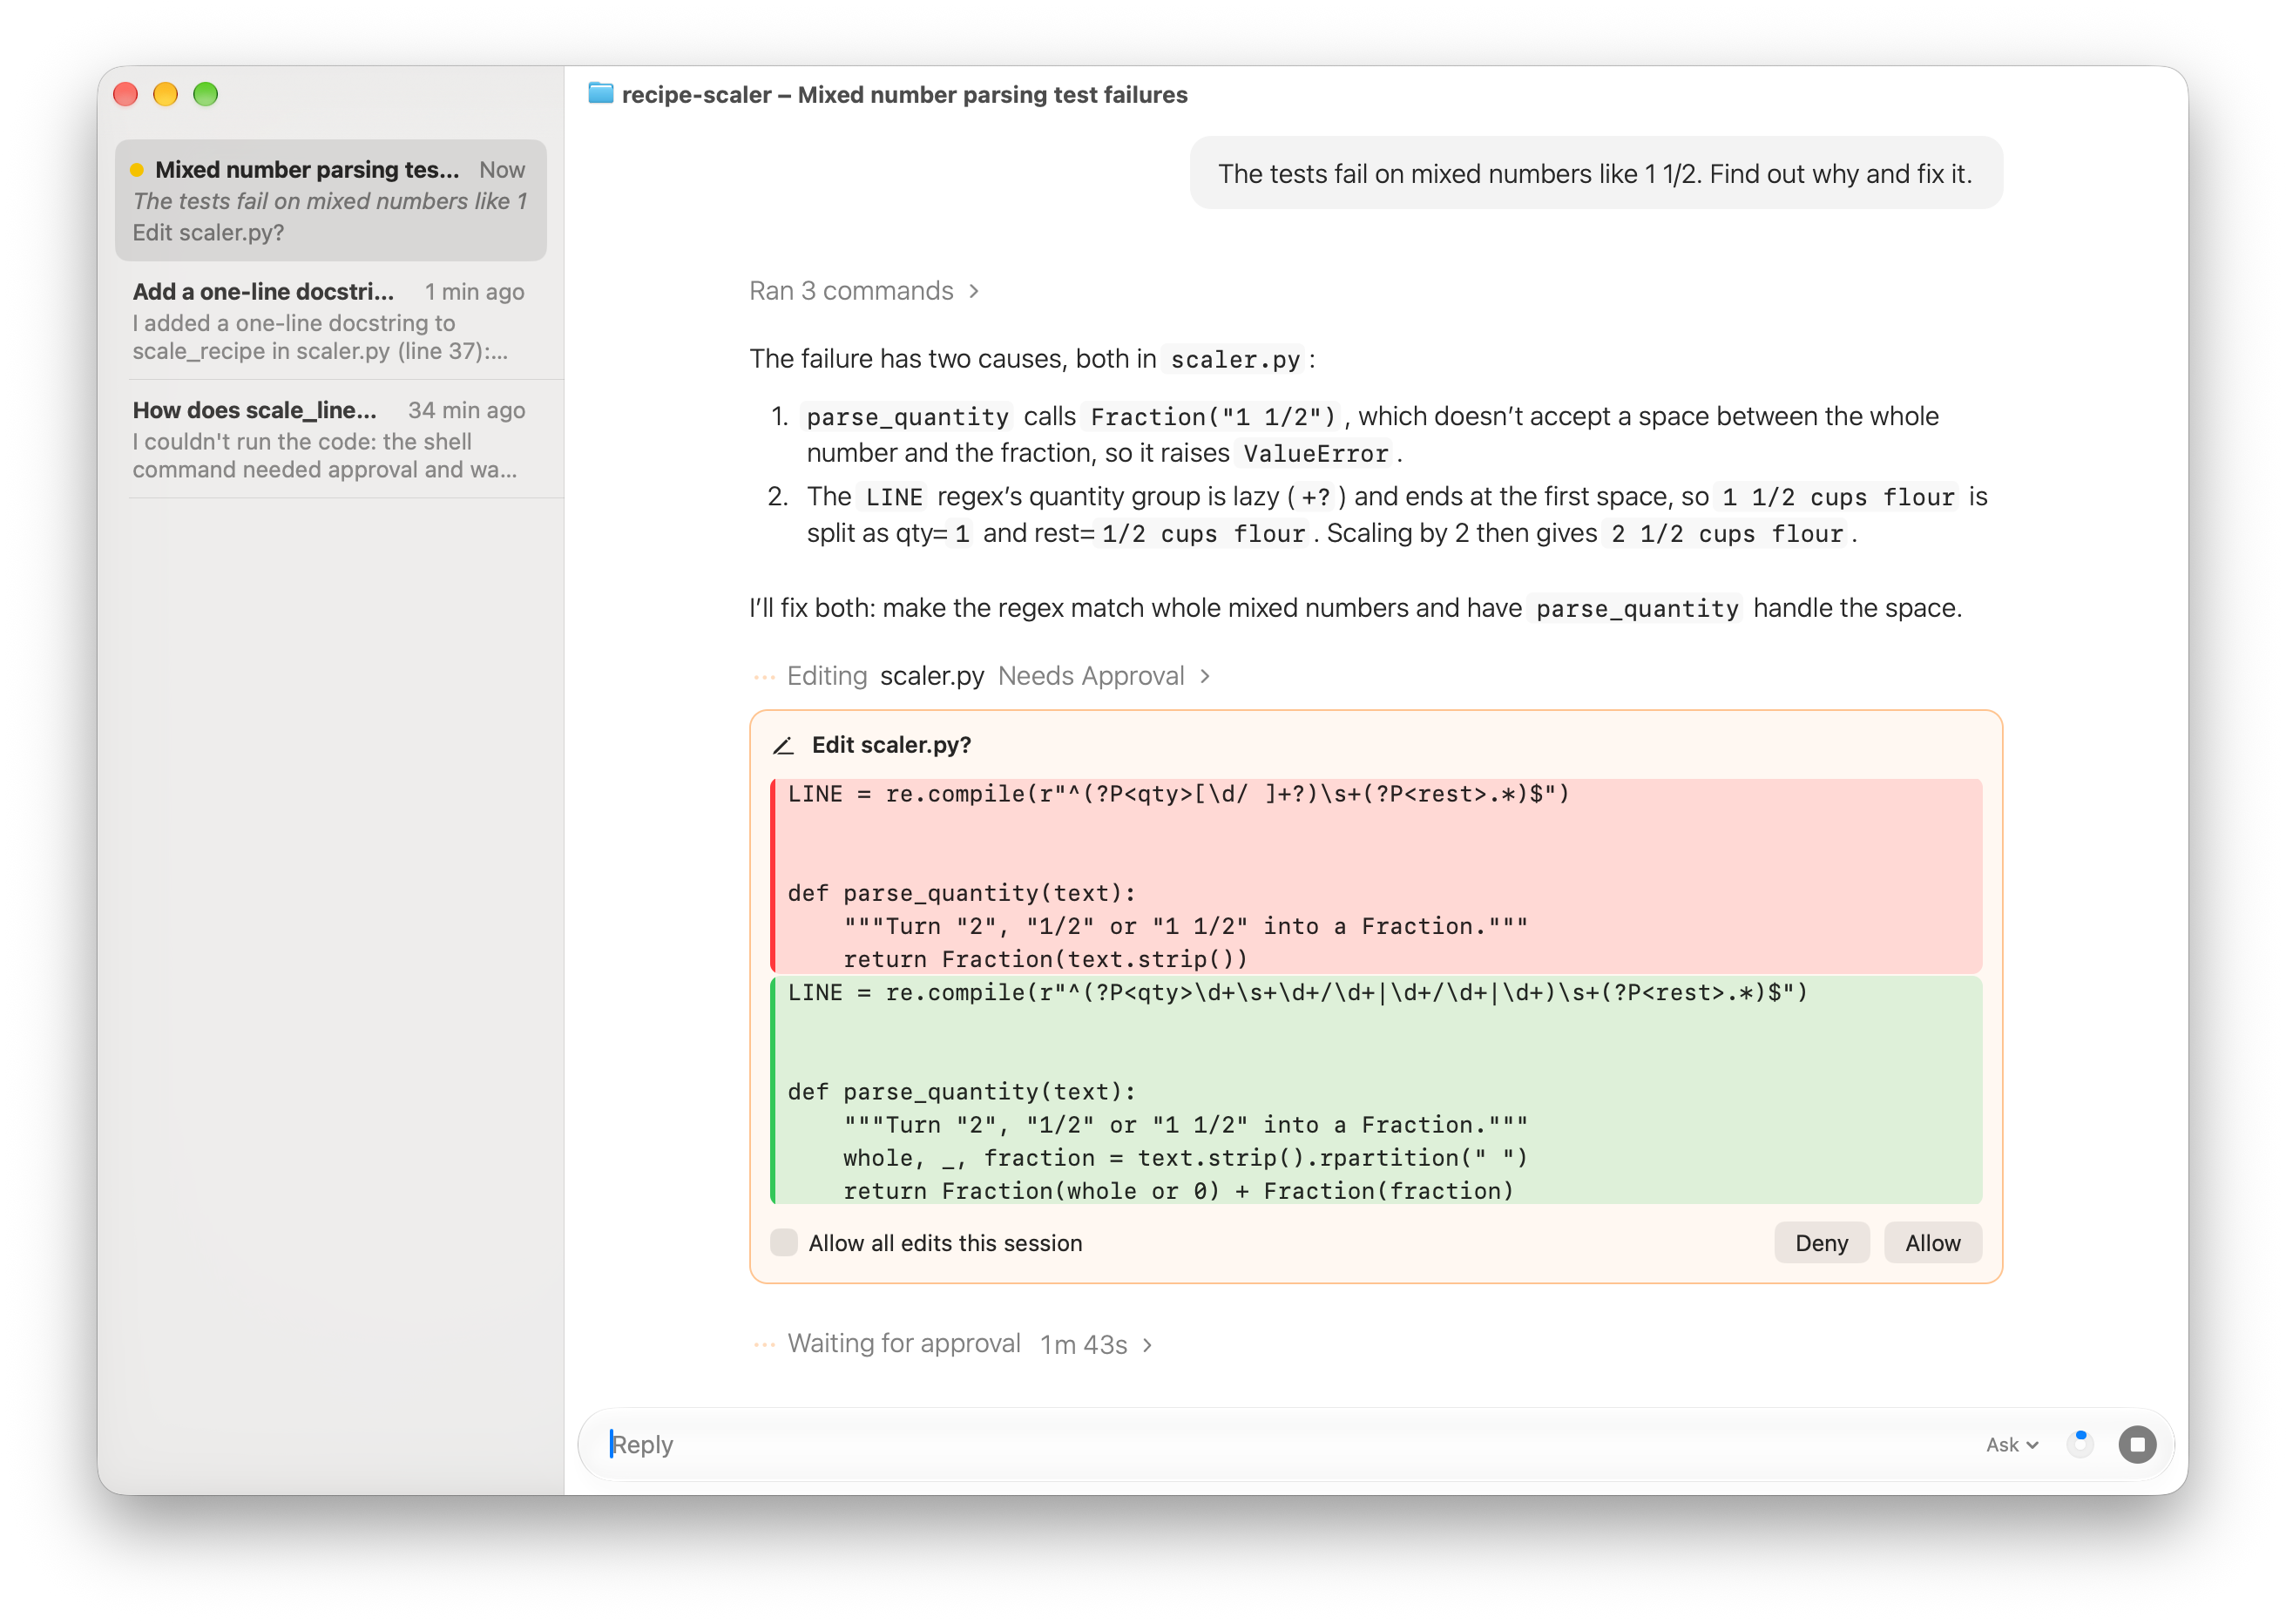 recipe-scaler – Mixed number parsing test failures
Mixed number parsing tes... Now
The tests fail on mixed numbers like 1
Edit scaler.py?
Add a one-line docstri... 1 min ago
I added a one-line docstring to
scale_recipe in scaler.py (line 37):...
How does scale_line... 34 min ago
I couldn't run the code: the shell
command needed approval and wa...
The tests fail on mixed numbers like 1 1/2. Find out why and fix it.
Ran 3 commands
The failure has two causes, both in scaler.py:
1. parse_quantity calls Fraction("1 1/2"), which doesn’t accept a space between the whole
number and the fraction, so it raises ValueError.
2. The LINE regex’s quantity group is lazy (+?) and ends at the first space, so 1 1/2 cups flour is
split as qty=1 and rest=1/2 cups flour. Scaling by 2 then gives 2 1/2 cups flour.
I’ll fix both: make the regex match whole mixed numbers and have parse_quantity handle the space.
Editing scaler.py Needs Approval
Edit scaler.py?
LINE = re.compile(r"^(?P<qty>[\d/ ]+?)\s+(?P<rest>.*)$")
def parse_quantity(text):
"""Turn "2", "1/2" or "1 1/2" into a Fraction."""
return Fraction(text.strip())
LINE = re.compile(r"^(?P<qty>\d+\s+\d+/\d+|\d+/\d+|\d+)\s+(?P<rest>.*)$")
def parse_quantity(text):
"""Turn "2", "1/2" or "1 1/2" into a Fraction."""
whole, _, fraction = text.strip().rpartition(" ")
return Fraction(whole or 0) + Fraction(fraction)
Allow all edits this session Deny Allow
Waiting for approval 1m 43s
Reply Ask